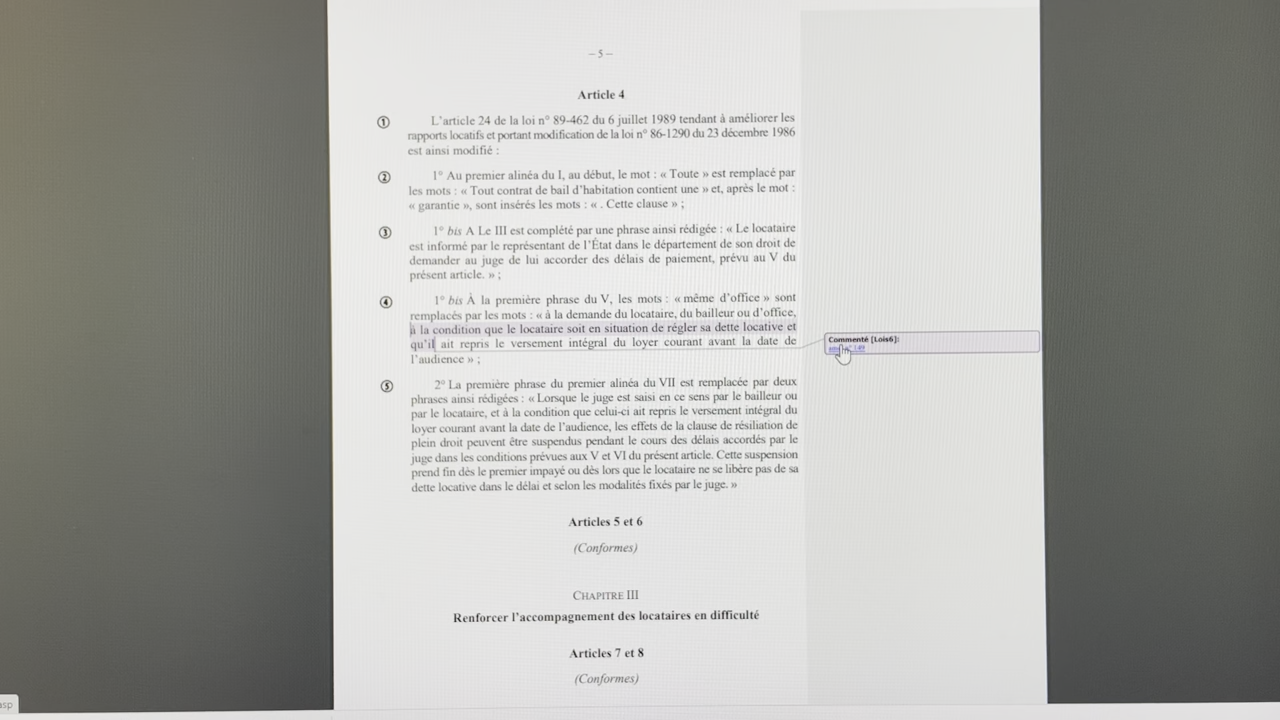 – 5 –
Article 4
① L'article 24 de la loi n° 89-462 du 6 juillet 1989 tendant à améliorer les
rapports locatifs et portant modification de la loi n° 86-1290 du 23 décembre 1986
est ainsi modifié :
② 1° Au premier alinéa du I, au début, le mot : « Toute » est remplacé par
les mots : « Tout contrat de bail d'habitation contient une » et, après le mot :
« garantie », sont insérés les mots : « . Cette clause » ;
③ 1° bis A Le III est complété par une phrase ainsi rédigée : « Le locataire
est informé par le représentant de l'État dans le département de son droit de
demander au juge de lui accorder des délais de paiement, prévu au V du
présent article. » ;
④ 1° bis À la première phrase du V, les mots : « même d'office » sont
remplacés par les mots : « à la demande du locataire, du bailleur ou d'office,
à la condition que le locataire soit en situation de régler sa dette locative et
qu'il ait repris le versement intégral du loyer courant avant la date de
l'audience » ;
Commenté [Lois6]:
⑤ 2° La première phrase du premier alinéa du VII est remplacée par deux
phrases ainsi rédigées : « Lorsque le juge est saisi en ce sens par le bailleur ou
par le locataire, et à la condition que celui-ci ait repris le versement intégral du
loyer courant avant la date de l'audience, les effets de la clause de résiliation de
plein droit peuvent être suspendus pendant le cours des délais accordés par le
juge dans les conditions prévues aux V et VI du présent article. Cette suspension
prend fin dès le premier impayé ou dès lors que le locataire ne se libère pas de sa
dette locative dans le délai et selon les modalités fixés par le juge. »
Articles 5 et 6
(Conformes)
CHAPITRE III
Renforcer l'accompagnement des locataires en difficulté
Articles 7 et 8
(Conformes)